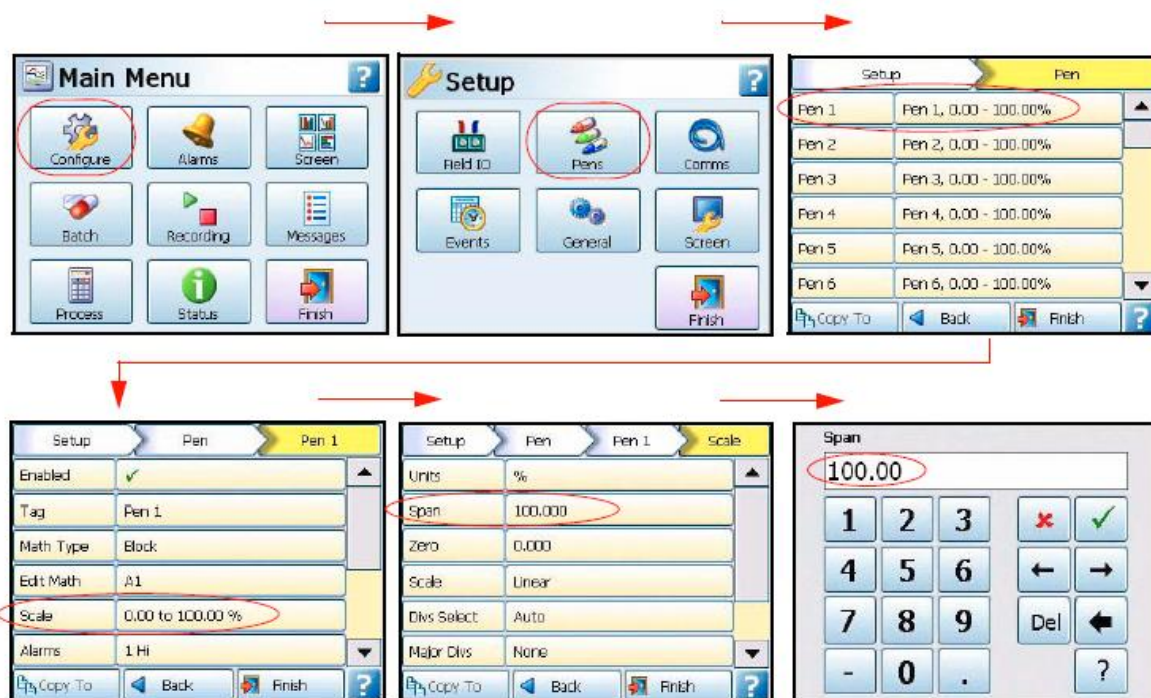 Main Menu ?
Configure Alarms Screen
Batch Recording Messages
Process Status Finish
Setup ?
Field IO Pens Comms
Events General Screen
Finish
Setup Pen
Pen 1 Pen 1, 0.00 - 100.00%
Pen 2 Pen 2, 0.00 - 100.00%
Pen 3 Pen 3, 0.00 - 100.00%
Pen 4 Pen 4, 0.00 - 100.00%
Pen 5 Pen 5, 0.00 - 100.00%
Pen 6 Pen 6, 0.00 - 100.00%
Copy To Back Finish ?
Setup Pen Pen 1
Enabled ✓
Tag Pen 1
Math Type Block
Edit Math A1
Scale 0.00 to 100.00 %
Alarms 1 Hi
Copy To Back Finish ?
Setup Pen Pen 1 Scale
Units %
Span 100.000
Zero 0.000
Scale Linear
Divs Select Auto
Major Divs None
Copy To Back Finish ?
Span
100.00
1 2 3
4 5 6
7 8 9 Del
- 0 . ?